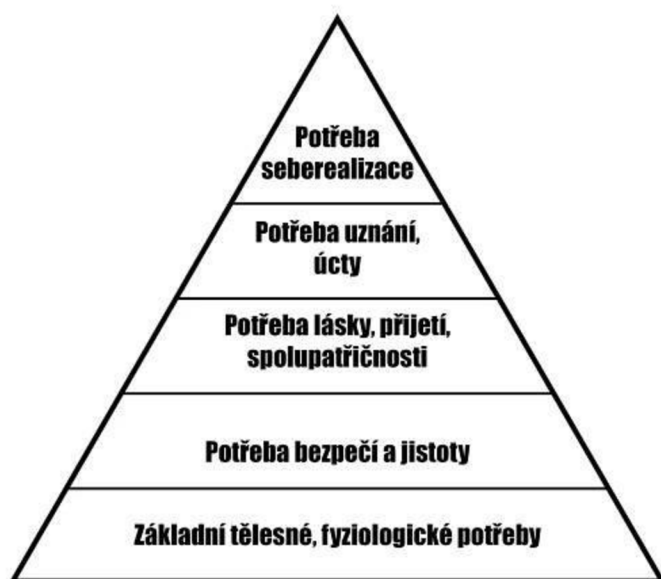 Potřeba
seberealizace
Potřeba uznání,
úcty
Potřeba lásky, přijetí,
spolupatřičnosti
Potřeba bezpečí a jistoty
Základní tělesné, fyziologické potřeby